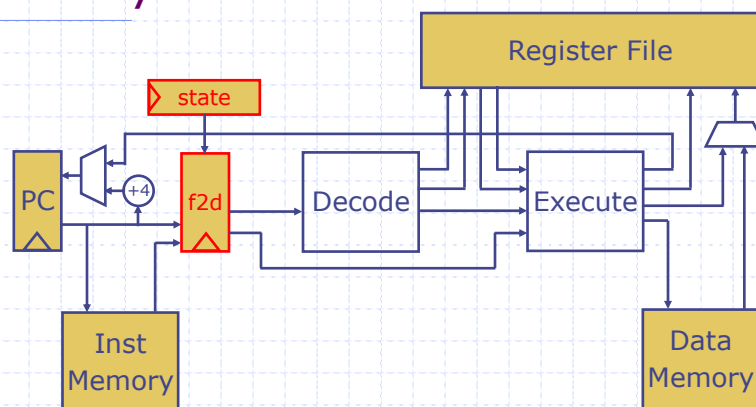 Register File
state
PC
+4
f2d
Decode
Execute
Inst
Memory
Data
Memory